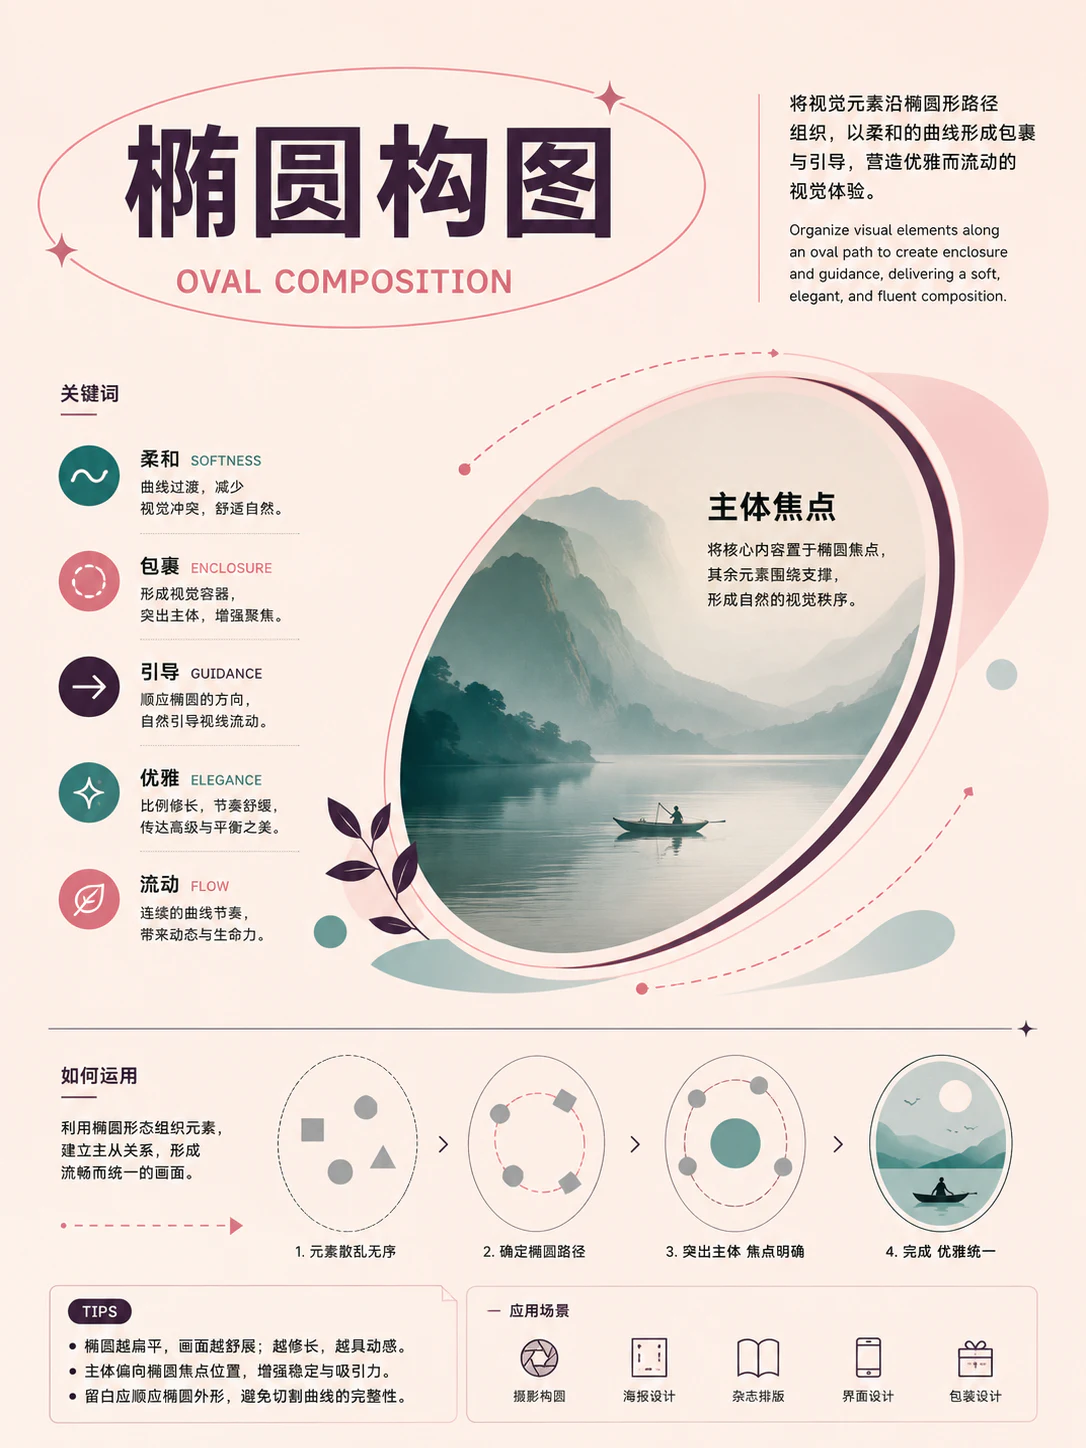 椭圆构图
OVAL COMPOSITION
将视觉元素沿椭圆形路径
组织，以柔和的曲线形成包裹
与引导，营造优雅而流动的
视觉体验。
Organize visual elements along
an oval path to create enclosure
and guidance, delivering a soft,
elegant, and fluent composition.
关键词
柔和 SOFTNESS
曲线过渡，减少
视觉冲突，舒适自然。
包裹 ENCLOSURE
形成视觉容器，
突出主体，增强聚焦。
引导 GUIDANCE
顺应椭圆的方向，
自然引导视线流动。
优雅 ELEGANCE
比例修长，节奏舒缓，
传达高级与平衡之美。
流动 FLOW
连续的曲线节奏，
带来动态与生命力。
主体焦点
将核心内容置于椭圆焦点，
其余元素围绕支撑，
形成自然的视觉秩序。
如何运用
利用椭圆形态组织元素，
建立主从关系，形成
流畅而统一的画面。
1. 元素散乱无序
2. 确定椭圆路径
3. 突出主体 焦点明确
4. 完成 优雅统一
TIPS
• 椭圆越扁平，画面越舒展；越修长，越具动感。
• 主体偏向椭圆焦点位置，增强稳定与吸引力。
• 留白应顺应椭圆外形，避免切割曲线的完整性。
应用场景
摄影构圆
海报设计
杂志排版
界面设计
包装设计